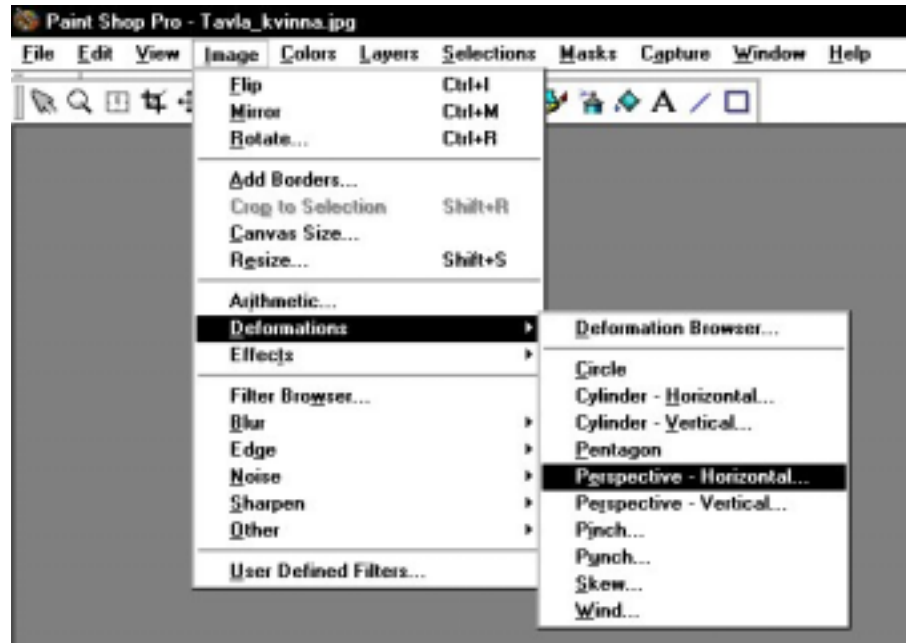 Paint Shop Pro - Tavla_kvinna.jpg
File Edit View Image Colors Layers Selections Masks Capture Window Help
A
Flip Ctrl+I
Mirror Ctrl+M
Rotate... Ctrl+R
Add Borders...
Crop to Selection Shift+R
Canvas Size...
Resize... Shift+S
Arithmetic...
Deformations
Effects
Filter Browser...
Blur
Edge
Noise
Sharpen
Other
User Defined Filters...
Deformation Browser...
Circle
Cylinder - Horizontal...
Cylinder - Vertical...
Pentagon
Perspective - Horizontal...
Perspective - Vertical...
Pinch...
Punch...
Skew...
Wind...